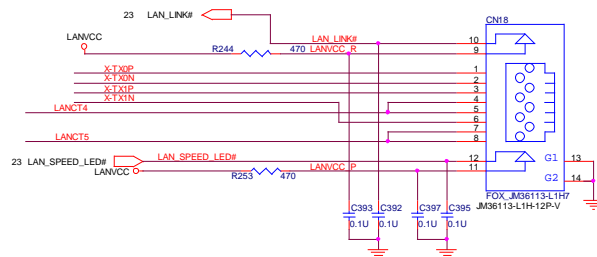 23 LAN_LINK#
CN18
LANVCC
LAN_LINK# 10
R244 470 LANVCC_R 9
X-TX0P 1
X-TX0N 2
X-TX1P 3
X-TX1N 4
5
LANCT4 6
7
LANCT5 8
23 LAN_SPEED_LED# LAN_SPEED_LED# 12 G1 13
LANVCC LANVCC_P 11
R253 470 G2 14
FOX_JM36113-L1H7
JM36113-L1H-12P-V
C393 C392 C397 C395
0.1U 0.1U 0.1U 0.1U